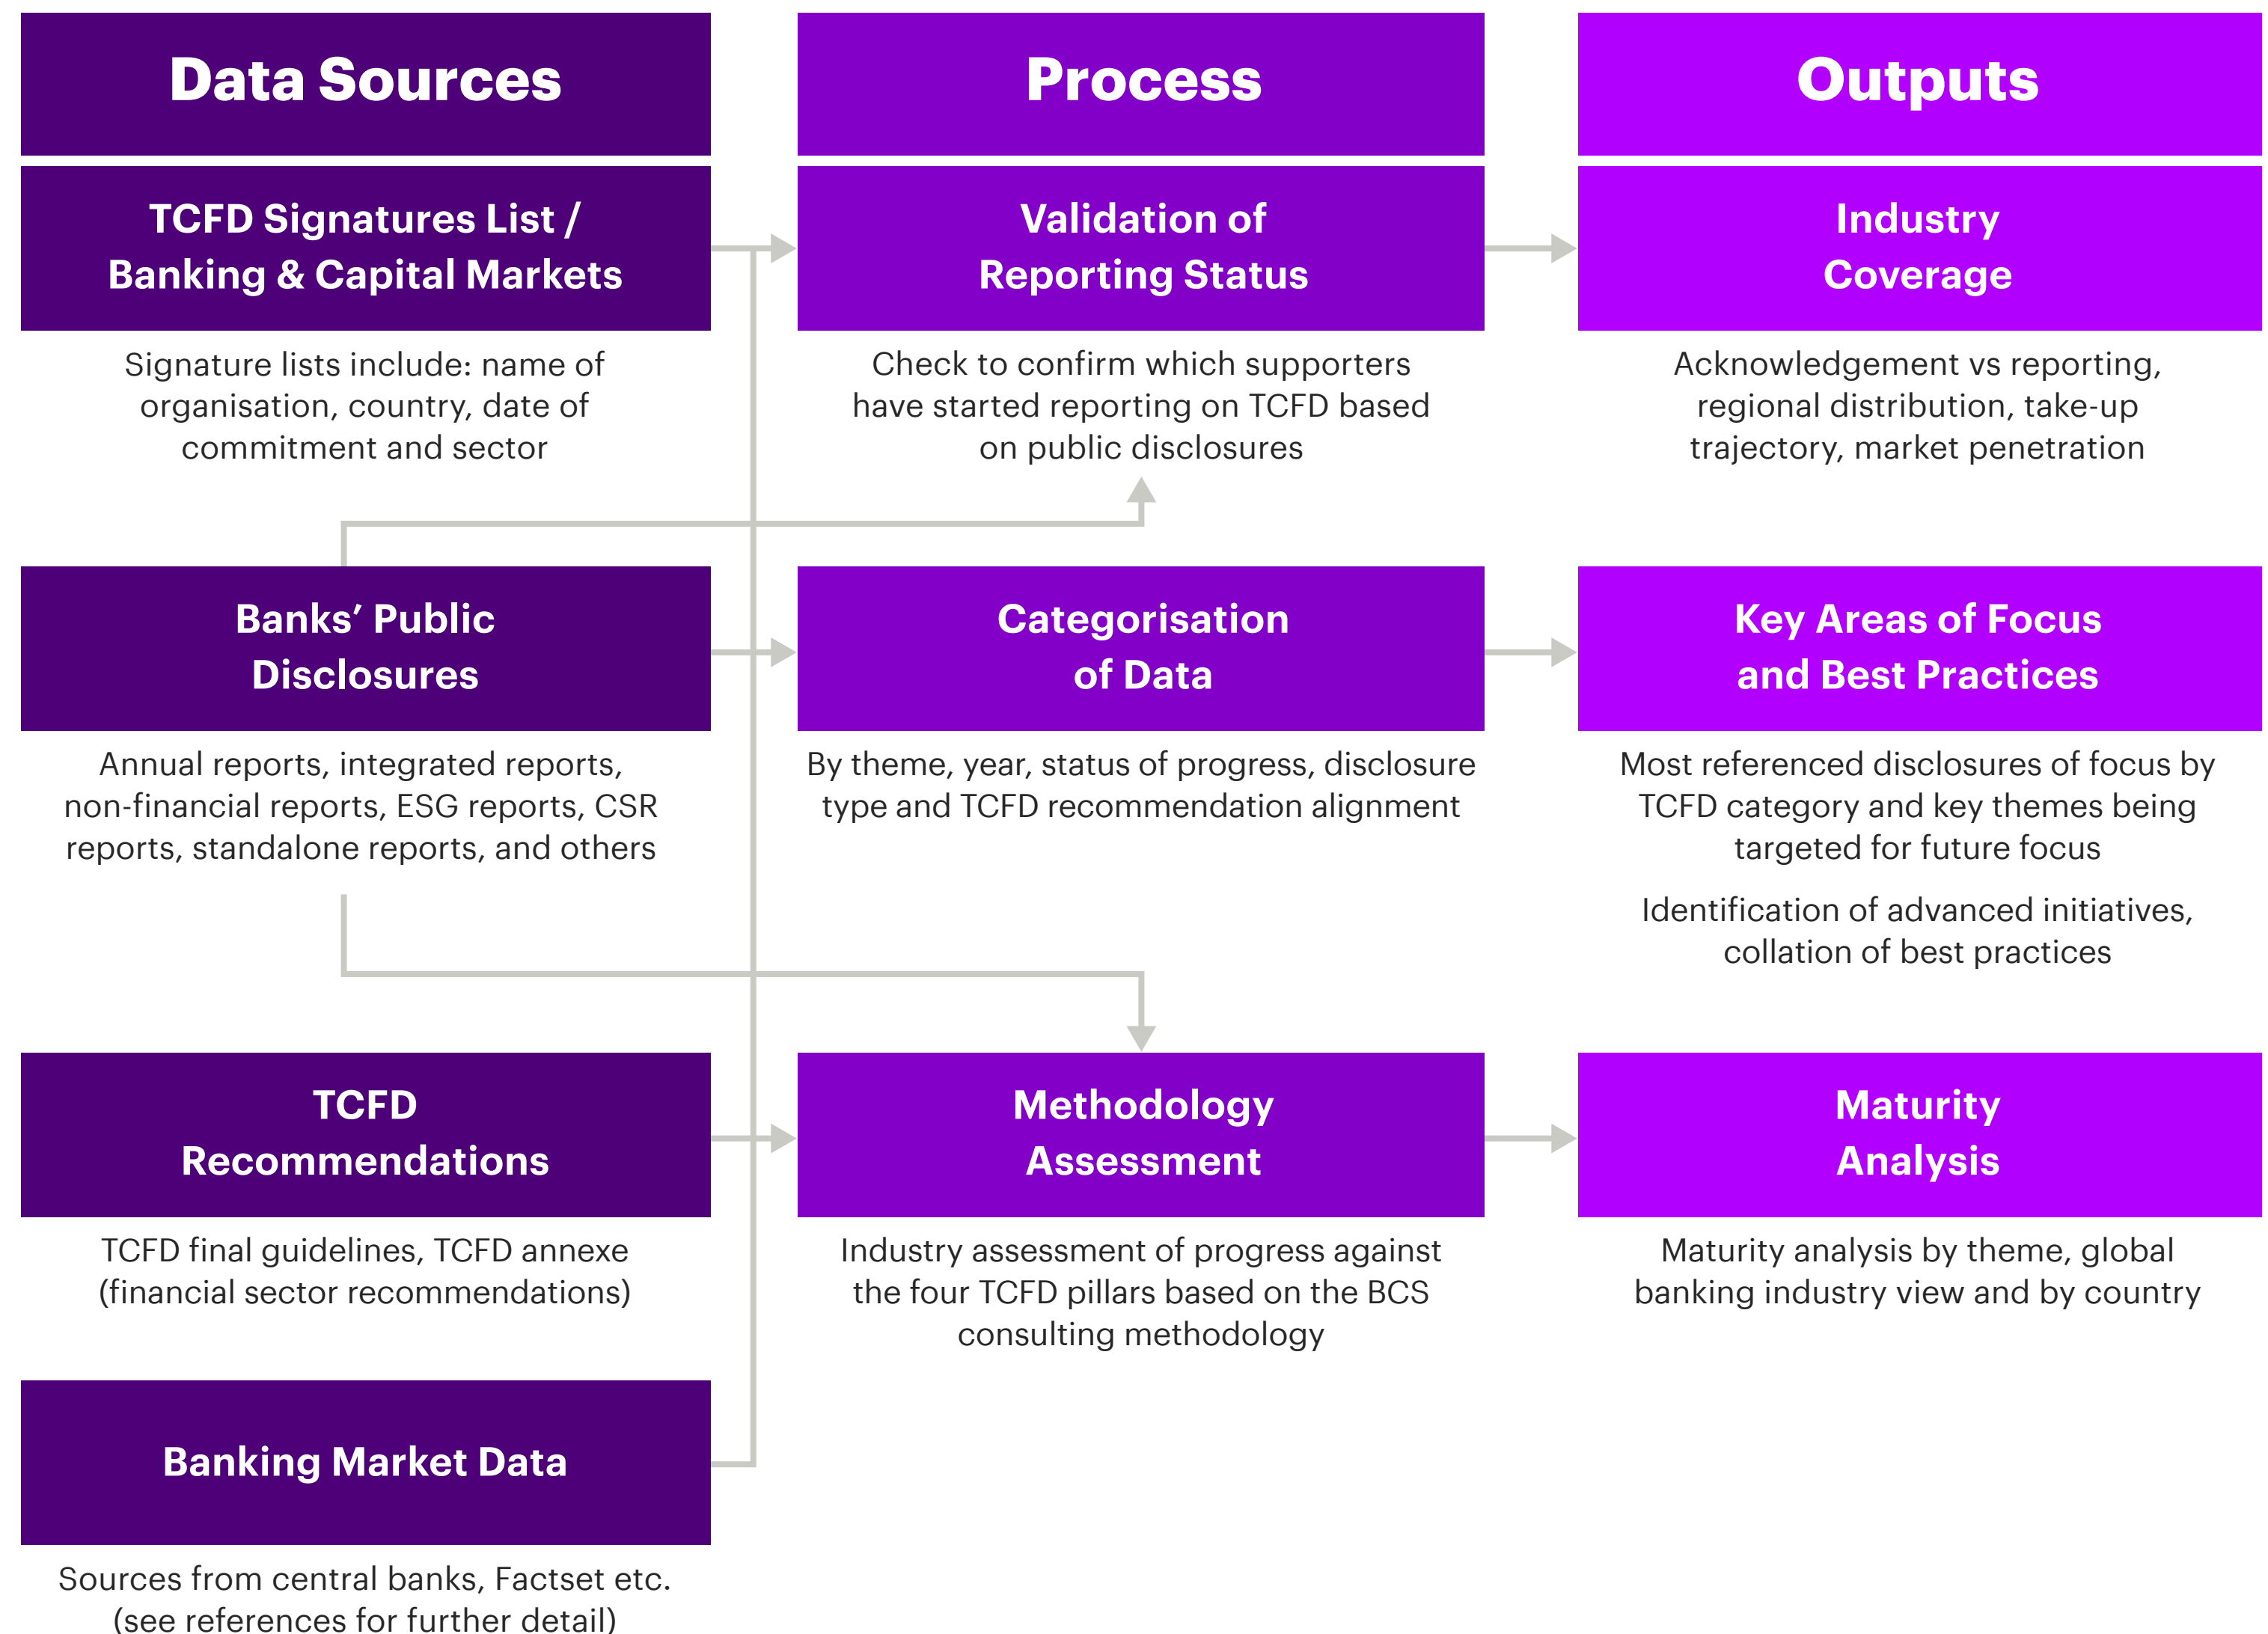 Data Sources
Process
Outputs
TCFD Signatures List /
Banking & Capital Markets
Validation of
Reporting Status
Industry
Coverage
Signature lists include: name of
organisation, country, date of
commitment and sector
Check to confirm which supporters
have started reporting on TCFD based
on public disclosures
Acknowledgement vs reporting,
regional distribution, take-up
trajectory, market penetration
Banks’ Public
Disclosures
Categorisation
of Data
Key Areas of Focus
and Best Practices
Annual reports, integrated reports,
non-financial reports, ESG reports, CSR
reports, standalone reports, and others
By theme, year, status of progress, disclosure
type and TCFD recommendation alignment
Most referenced disclosures of focus by
TCFD category and key themes being
targeted for future focus
Identification of advanced initiatives,
collation of best practices
TCFD
Recommendations
Methodology
Assessment
Maturity
Analysis
TCFD final guidelines, TCFD annexe
(financial sector recommendations)
Industry assessment of progress against
the four TCFD pillars based on the BCS
consulting methodology
Maturity analysis by theme, global
banking industry view and by country
Banking Market Data
Sources from central banks, Factset etc.
(see references for further detail)